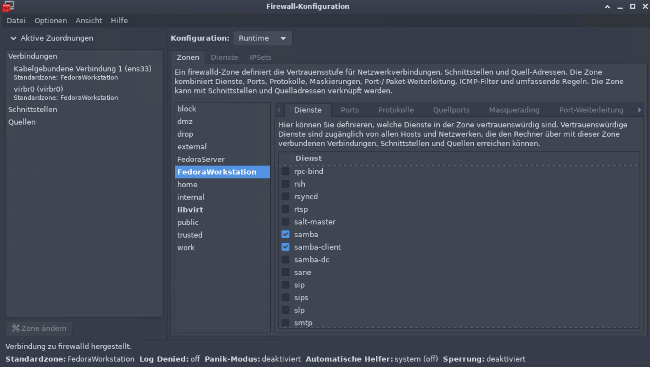 Firewall-Konfiguration
Datei Optionen Ansicht Hilfe
Aktive Zuordnungen
Verbindungen
Kabelgebundene Verbindung 1 (ens33)
Standardzone: FedoraWorkstation
virbr0 (virbr0)
Standardzone: FedoraWorkstation
Schnittstellen
Quellen
Zone ändern
Konfiguration: Runtime
Zonen Dienste IPSets
Ein firewalld-Zone definiert die Vertrauensstufe für Netzwerkverbindungen, Schnittstellen und Quell-Adressen. Die Zone
kombiniert Dienste, Ports, Protokolle, Maskierungen, Port-/ Paket-Weiterleitung, ICMP-Filter und umfassende Regeln. Die Zone
kann mit Schnittstellen und Quelladressen verknüpft werden.
block
dmz
drop
external
FedoraServer
FedoraWorkstation
home
internal
libvirt
public
trusted
work
Dienste Ports Protokolle Quellports Masquerading Port-Weiterleitung
Hier können Sie definieren, welche Dienste in der Zone vertrauenswürdig sind. Vertrauenswürdige
Dienste sind zugänglich von allen Hosts und Netzwerken, die den Rechner über mit dieser Zone
verbundenen Verbindungen, Schnittstellen und Quellen erreichen können.
Dienst
rpc-bind
rsh
rsyncd
rtsp
salt-master
samba
samba-client
samba-dc
sane
sip
sips
slp
smtp
Verbindung zu firewalld hergestellt.
Standardzone: FedoraWorkstation Log Denied: off Panik-Modus: deaktiviert Automatische Helfer: system (off) Sperrung: deaktiviert